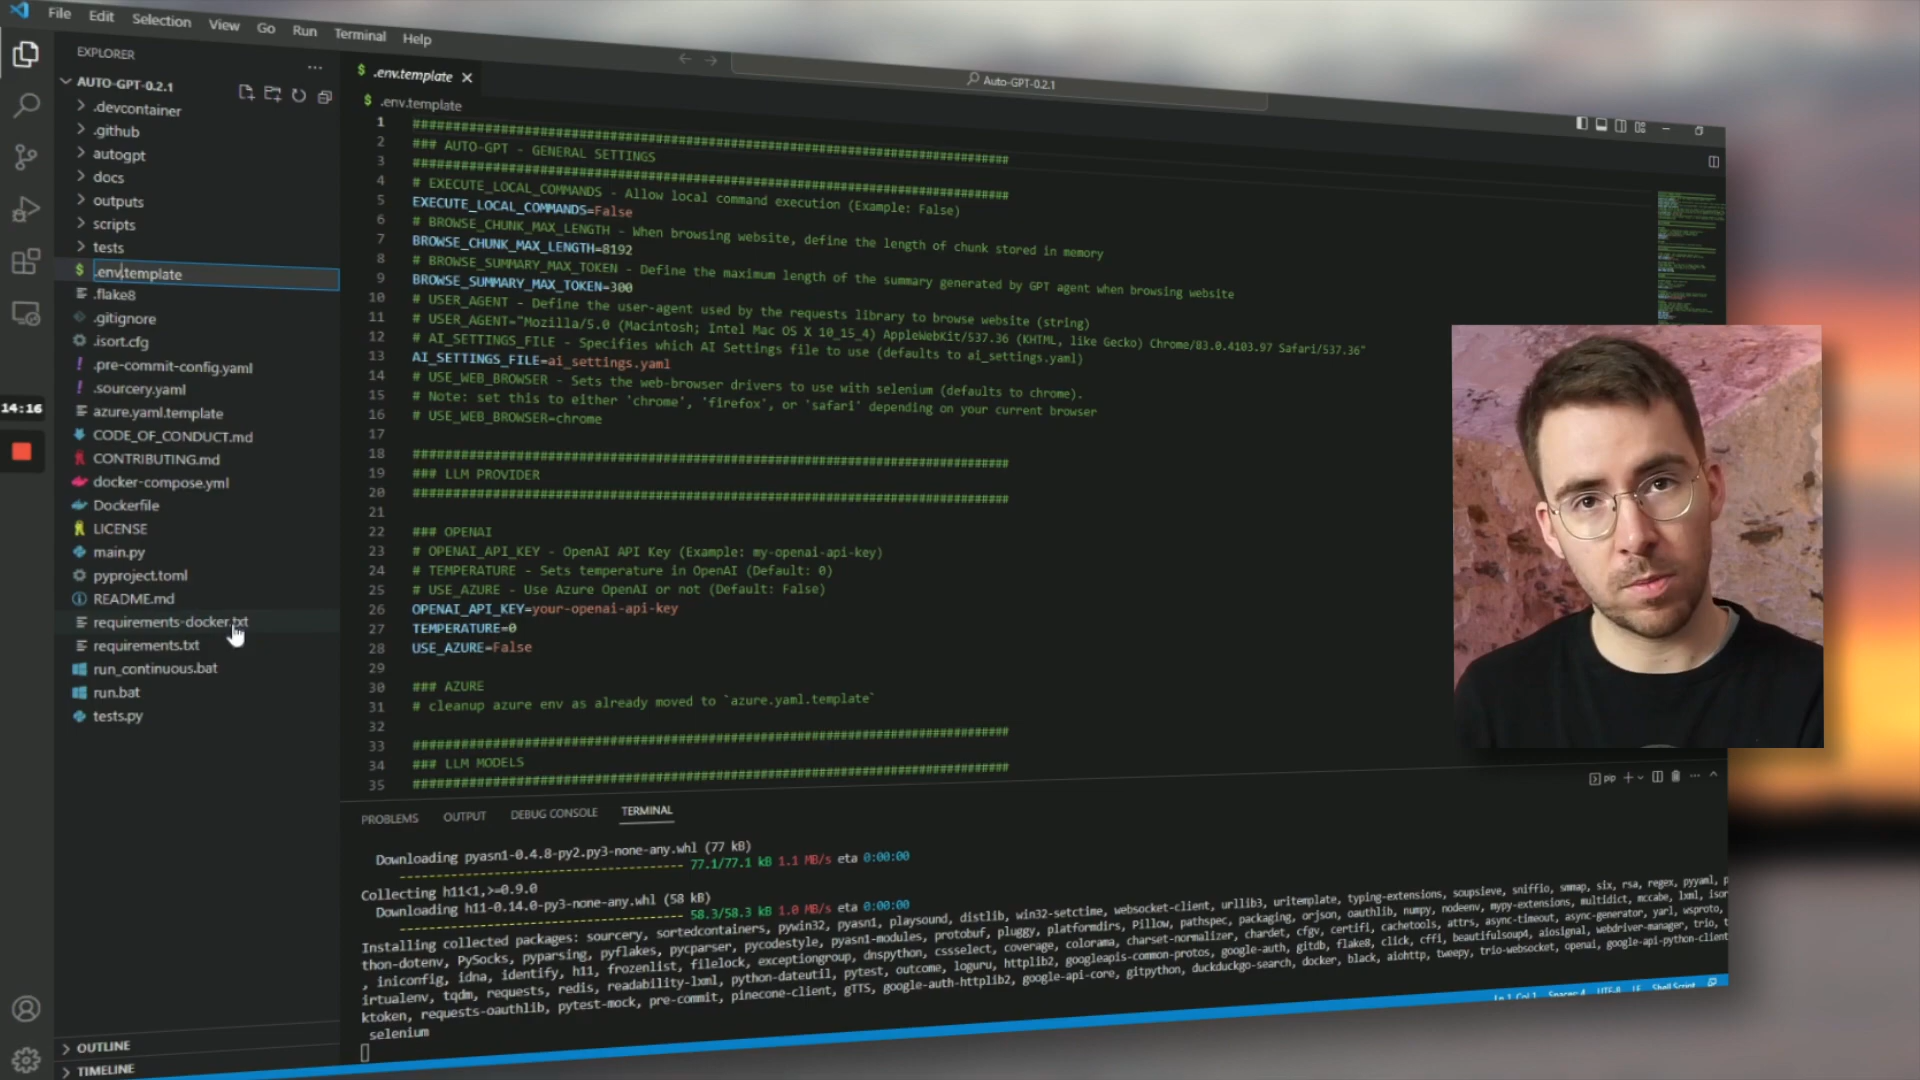 File Edit Selection View Go Run Terminal Help
Auto-GPT-0.2.1
EXPLORER
AUTO-GPT-0.2.1
.devcontainer
.github
autogpt
docs
outputs
scripts
tests
.env.template
.flake8
.gitignore
.isort.cfg
.pre-commit-config.yaml
.sourcery.yaml
azure.yaml.template
CODE_OF_CONDUCT.md
CONTRIBUTING.md
docker-compose.yml
Dockerfile
LICENSE
main.py
pyproject.toml
README.md
requirements-docker.txt
requirements.txt
run_continuous.bat
run.bat
tests.py
OUTLINE
TIMELINE
14:16
$ .env.template
$ .env.template
1 ##########################################################################################
2 ### AUTO-GPT - GENERAL SETTINGS
3 ##########################################################################################
4 # EXECUTE_LOCAL_COMMANDS - Allow local command execution (Example: False)
5 EXECUTE_LOCAL_COMMANDS=False
6 # BROWSE_CHUNK_MAX_LENGTH - When browsing website, define the length of chunk stored in memory
7 BROWSE_CHUNK_MAX_LENGTH=8192
8 # BROWSE_SUMMARY_MAX_TOKEN - Define the maximum length of the summary generated by GPT agent when browsing website
9 BROWSE_SUMMARY_MAX_TOKEN=300
10 # USER_AGENT - Define the user-agent used by the requests library to browse website (string)
11 # USER_AGENT="Mozilla/5.0 (Macintosh; Intel Mac OS X 10_15_4) AppleWebKit/537.36 (KHTML, like Gecko) Chrome/83.0.4103.97 Safari/537.36"
12 # AI_SETTINGS_FILE - Specifies which AI Settings file to use (defaults to ai_settings.yaml)
13 AI_SETTINGS_FILE=ai_settings.yaml
14 # USE_WEB_BROWSER - Sets the web-browser drivers to use with selenium (defaults to chrome).
15 # Note: set this to either 'chrome', 'firefox', or 'safari' depending on your current browser
16 # USE_WEB_BROWSER=chrome
17
18 ##########################################################################################
19 ### LLM PROVIDER
20 ##########################################################################################
21
22 ### OPENAI
23 # OPENAI_API_KEY - OpenAI API Key (Example: my-openai-api-key)
24 # TEMPERATURE - Sets temperature in OpenAI (Default: 0)
25 # USE_AZURE - Use Azure OpenAI or not (Default: False)
26 OPENAI_API_KEY=your-openai-api-key
27 TEMPERATURE=0
28 USE_AZURE=False
29
30 ### AZURE
31 # cleanup azure env as already moved to `azure.yaml.template`
32
33 ##########################################################################################
34 ### LLM MODELS
35 ##########################################################################################
PROBLEMS OUTPUT DEBUG CONSOLE TERMINAL
pip
Downloading pyasn1-0.4.8-py2.py3-none-any.whl (77 kB)
---------------------------------------- 77.1/77.1 kB 1.1 MB/s eta 0:00:00
Collecting h11<1,>=0.9.0
Downloading h11-0.14.0-py3-none-any.whl (58 kB)
---------------------------------------- 58.3/58.3 kB 1.0 MB/s eta 0:00:00
Installing collected packages: sourcery, sortedcontainers, pywin32, pyasn1, playsound, distlib, win32-setctime, websocket-client, urllib3, uritemplate, typing-extensions, soupsieve, sniffio, smmap, six, rsa, regex, pyyaml, p
thon-dotenv, PySocks, pyparsing, pyflakes, pycparser, pycodestyle, pyasn1-modules, protobuf, pluggy, platformdirs, Pillow, pathspec, packaging, orjson, oauthlib, numpy, nodeenv, mypy-extensions, multidict, mccabe, lxml, isor
, iniconfig, idna, identify, h11, frozenlist, filelock, exceptiongroup, dnspython, cssselect, coverage, colorama, charset-normalizer, chardet, cfgv, certifi, cachetools, attrs, async-timeout, async-generator, yarl, wsproto,
irtualenv, tqdm, requests, redis, readability-lxml, python-dateutil, pytest, outcome, loguru, httplib2, googleapis-common-protos, google-auth, gitdb, flake8, click, cffi, beautifulsoup4, aiosignal, webdriver-manager, trio, t
ktoken, requests-oauthlib, pytest-mock, pre-commit, pinecone-client, gTTS, google-auth-httplib2, google-api-core, gitpython, duckduckgo-search, docker, black, aiohttp, tweepy, trio-websocket, openai, google-api-python-client
selenium
Ln 1, Col 1 Spaces: 4 UTF-8 LF Shell Script